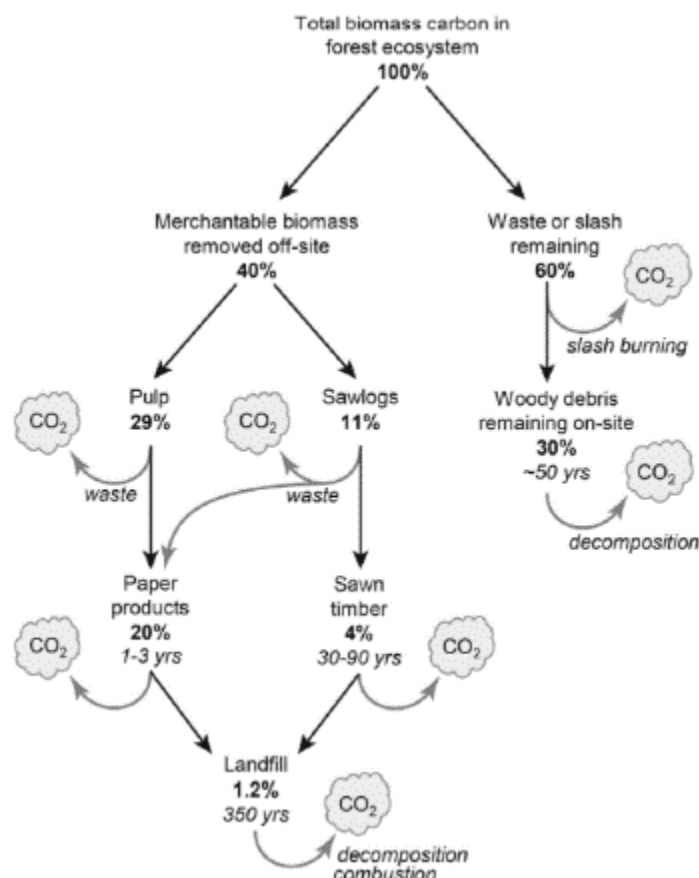 Total biomass carbon in
forest ecosystem
100%
Merchantable biomass
removed off-site
40%
Waste or slash
remaining
60%
CO2
slash burning
Pulp
29%
CO2
waste
Sawlogs
11%
CO2
waste
Woody debris
remaining on-site
30%
~50 yrs
CO2
decomposition
Paper
products
20%
1-3 yrs
CO2
Sawn
timber
4%
30-90 yrs
CO2
Landfill
1.2%
350 yrs
CO2
decomposition
combustion